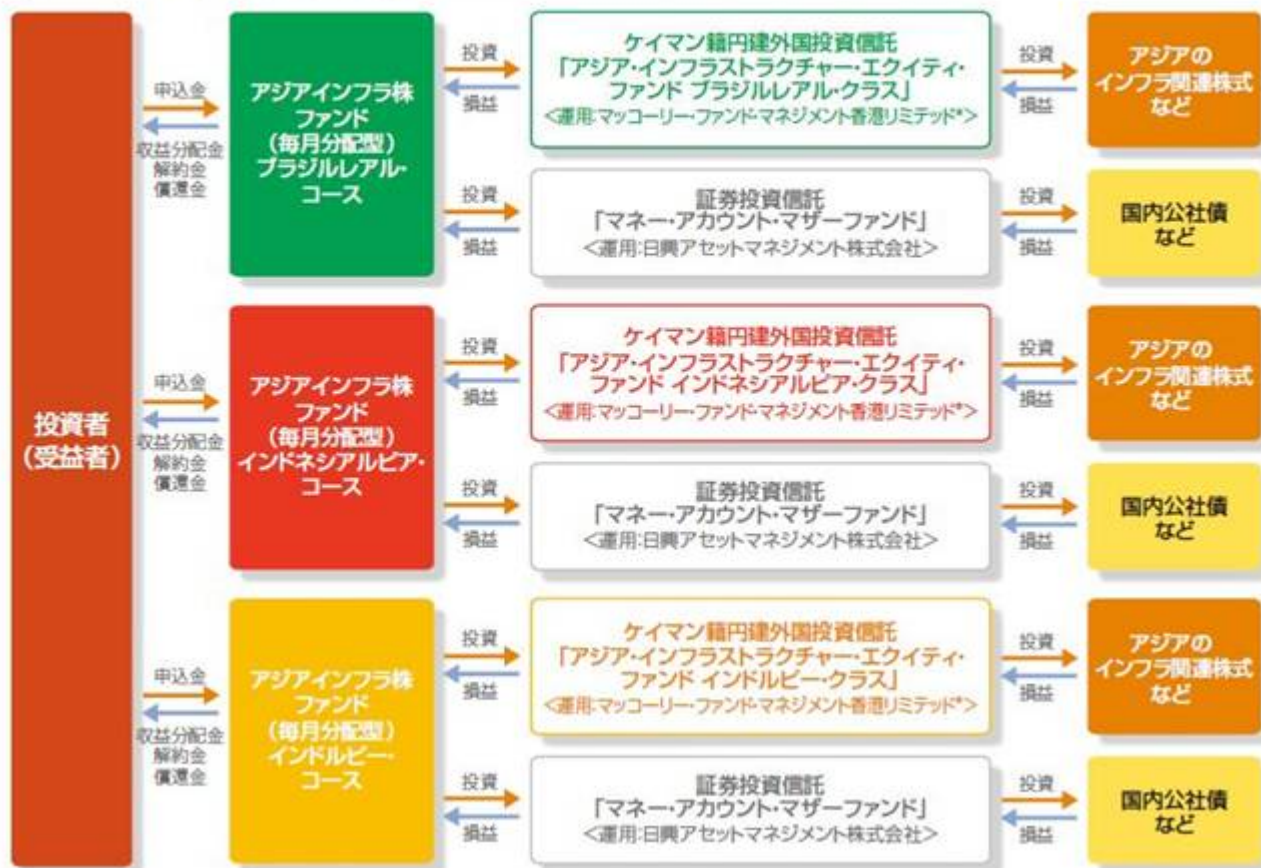 投資者
（受益者）
申込金
収益分配金
解約金
償還金
アジアインフラ株
ファンド
（毎月分配型）
ブラジルレアル・
コース
投資
損益
ケイマン籍円建外国投資信託
「アジア・インフラストラクチャー・エクイティ・
ファンド ブラジルレアル・クラス」
<運用:マッコーリー・ファンド・マネジメント香港リミテッド*>
投資
損益
アジアの
インフラ関連株式
など
投資
損益
証券投資信託
「マネー・アカウント・マザーファンド」
<運用:日興アセットマネジメント株式会社>
投資
損益
国内公社債
など
申込金
収益分配金
解約金
償還金
アジアインフラ株
ファンド
（毎月分配型）
インドネシアルピア・
コース
投資
損益
ケイマン籍円建外国投資信託
「アジア・インフラストラクチャー・エクイティ・
ファンド インドネシアルピア・クラス」
<運用:マッコーリー・ファンド・マネジメント香港リミテッド*>
投資
損益
アジアの
インフラ関連株式
など
投資
損益
証券投資信託
「マネー・アカウント・マザーファンド」
<運用:日興アセットマネジメント株式会社>
投資
損益
国内公社債
など
申込金
収益分配金
解約金
償還金
アジアインフラ株
ファンド
（毎月分配型）
インドルピー・
コース
投資
損益
ケイマン籍円建外国投資信託
「アジア・インフラストラクチャー・エクイティ・
ファンド インドルピー・クラス」
<運用:マッコーリー・ファンド・マネジメント香港リミテッド*>
投資
損益
アジアの
インフラ関連株式
など
投資
損益
証券投資信託
「マネー・アカウント・マザーファンド」
<運用:日興アセットマネジメント株式会社>
投資
損益
国内公社債
など